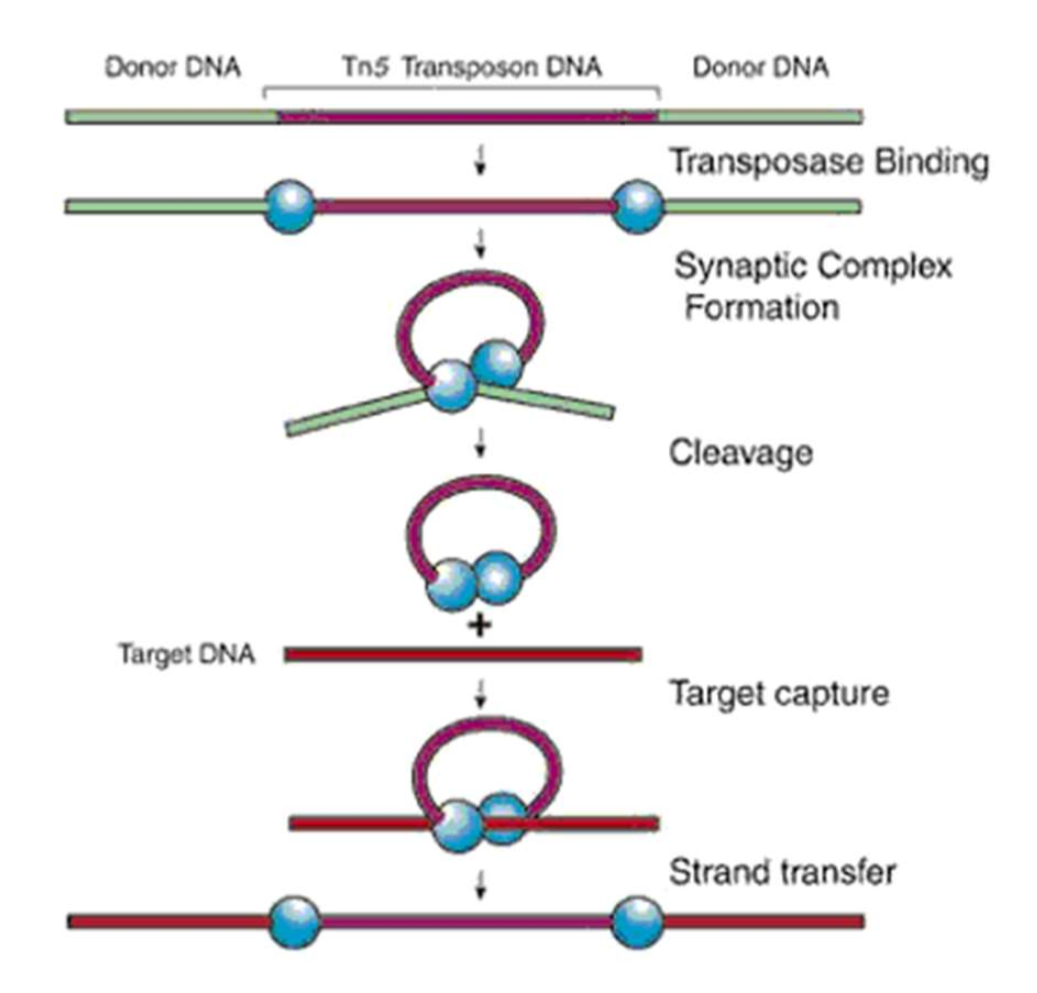 Donor DNA Tn5 Transposon DNA Donor DNA
Transposase Binding
Synaptic Complex
Formation
Cleavage
+
Target DNA
Target capture
Strand transfer